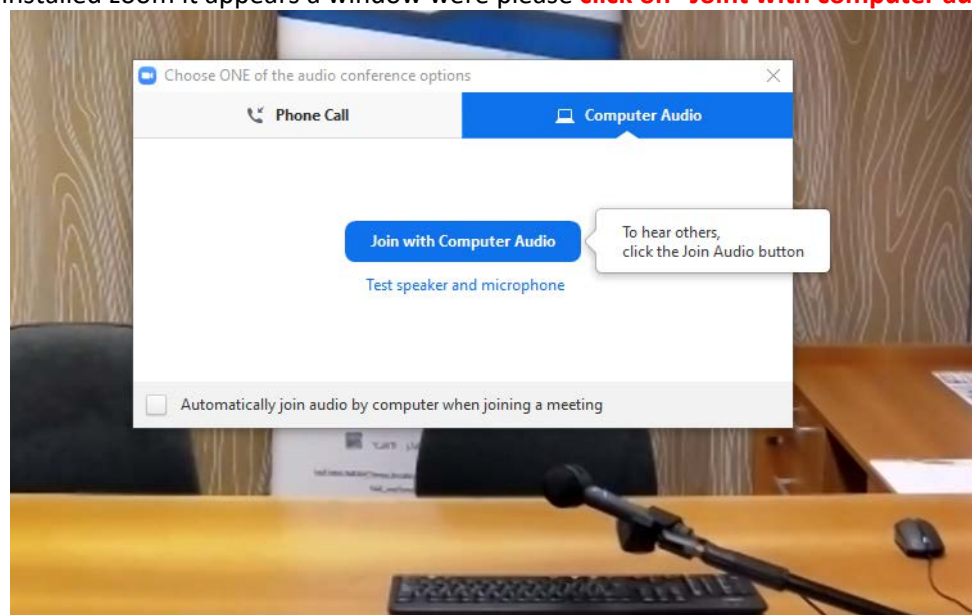 installed zoom it appears a window were please click on "Joint with computer au
Choose ONE of the audio conference options
Phone Call
Computer Audio
Join with Computer Audio
To hear others,
click the Join Audio button
Test speaker and microphone
Automatically join audio by computer when joining a meeting